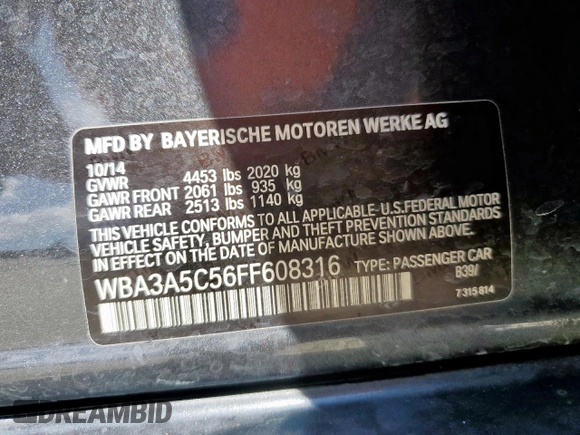 MFD BY BAYERISCHE MOTOREN WERKE AG
10/14
GVWR 4453 lbs 2020 kg
GAWR FRONT 2061 lbs 935 kg
GAWR REAR 2513 lbs 1140 kg
THIS VEHICLE CONFORMS TO ALL APPLICABLE U.S.FEDERAL MOTOR
VEHICLE SAFETY, BUMPER AND THEFT PREVENTION STANDARDS
IN EFFECT ON THE DATE OF MANUFACTURE SHOWN ABOVE.
WBA3A5C56FF608316 TYPE: PASSENGER CAR
B39/
7 315 814
DREAMBID